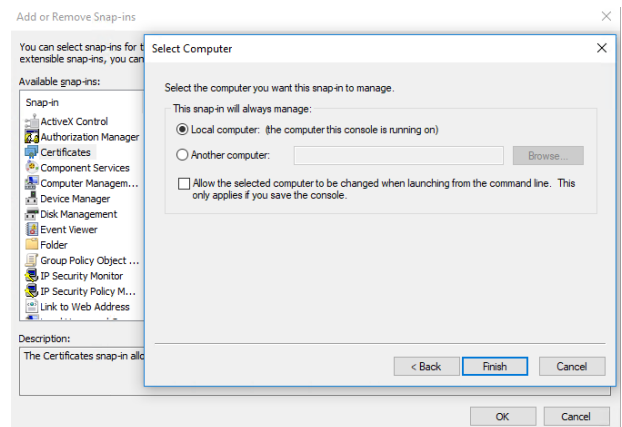 Add or Remove Snap-ins
You can select snap-ins for t
extensible snap-ins, you can
Available snap-ins:
Snap-in
ActiveX Control
Authorization Manager
Certificates
Component Services
Computer Managem...
Device Manager
Disk Management
Event Viewer
Folder
Group Policy Object ...
IP Security Monitor
IP Security Policy M...
Link to Web Address
Description:
The Certificates snap-in allo
Select Computer
Select the computer you want this snap-in to manage.
This snap-in will always manage:
Local computer: (the computer this console is running on)
Another computer:
Browse...
Allow the selected computer to be changed when launching from the command line. This
only applies if you save the console.
< Back
Finish
Cancel
OK
Cancel